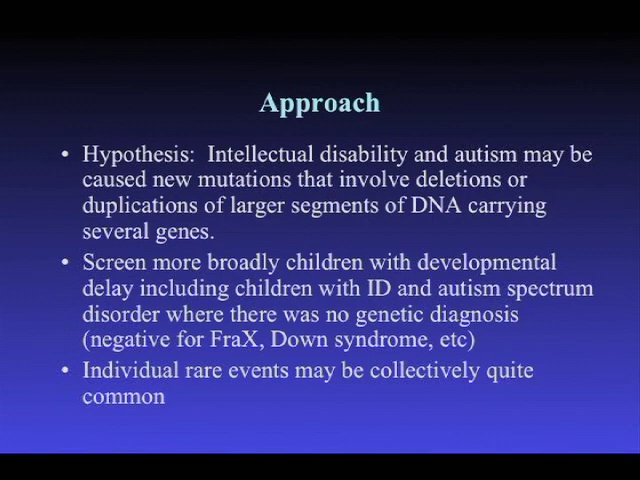 Approach
• Hypothesis:  Intellectual disability and autism may be
caused new mutations that involve deletions or
duplications of larger segments of DNA carrying
several genes.
• Screen more broadly children with developmental
delay including children with ID and autism spectrum
disorder where there was no genetic diagnosis
(negative for FraX, Down syndrome, etc)
• Individual rare events may be collectively quite
common